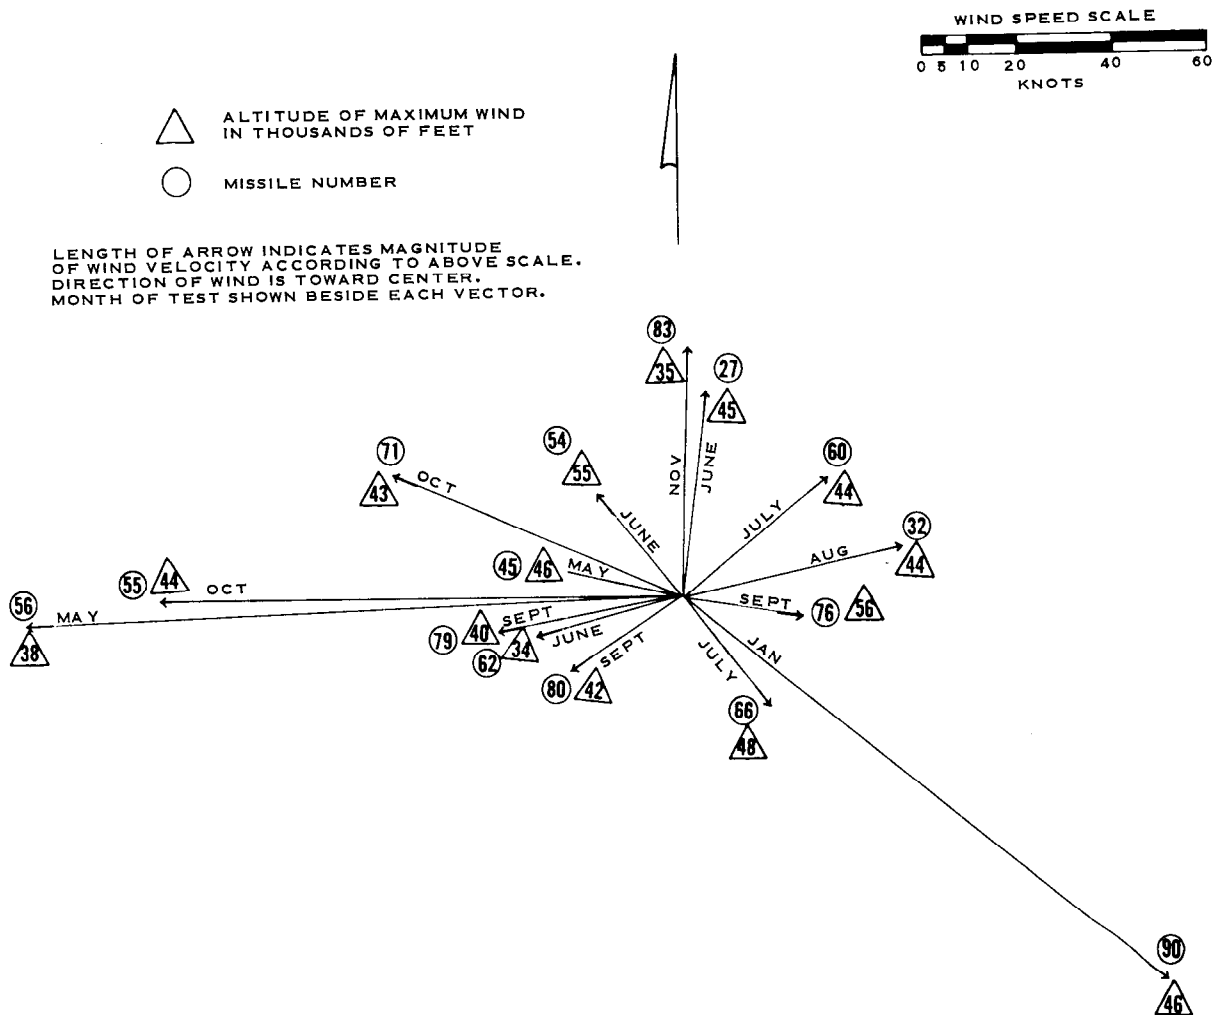 WIND SPEED SCALE
0 5 10 20 40 60
KNOTS
ALTITUDE OF MAXIMUM WIND
IN THOUSANDS OF FEET
MISSILE NUMBER
LENGTH OF ARROW INDICATES MAGNITUDE
OF WIND VELOCITY ACCORDING TO ABOVE SCALE.
DIRECTION OF WIND IS TOWARD CENTER.
MONTH OF TEST SHOWN BESIDE EACH VECTOR.
83
35
NOV
27
45
JUNE
54
55
JUNE
71
43
OCT
60
44
JULY
32
44
AUG
45
46
MAY
55
44
OCT
56
38
MAY
79
40
SEPT
62
34
JUNE
80
42
SEPT
SEPT
76
56
JULY
66
48
JAN
90
46